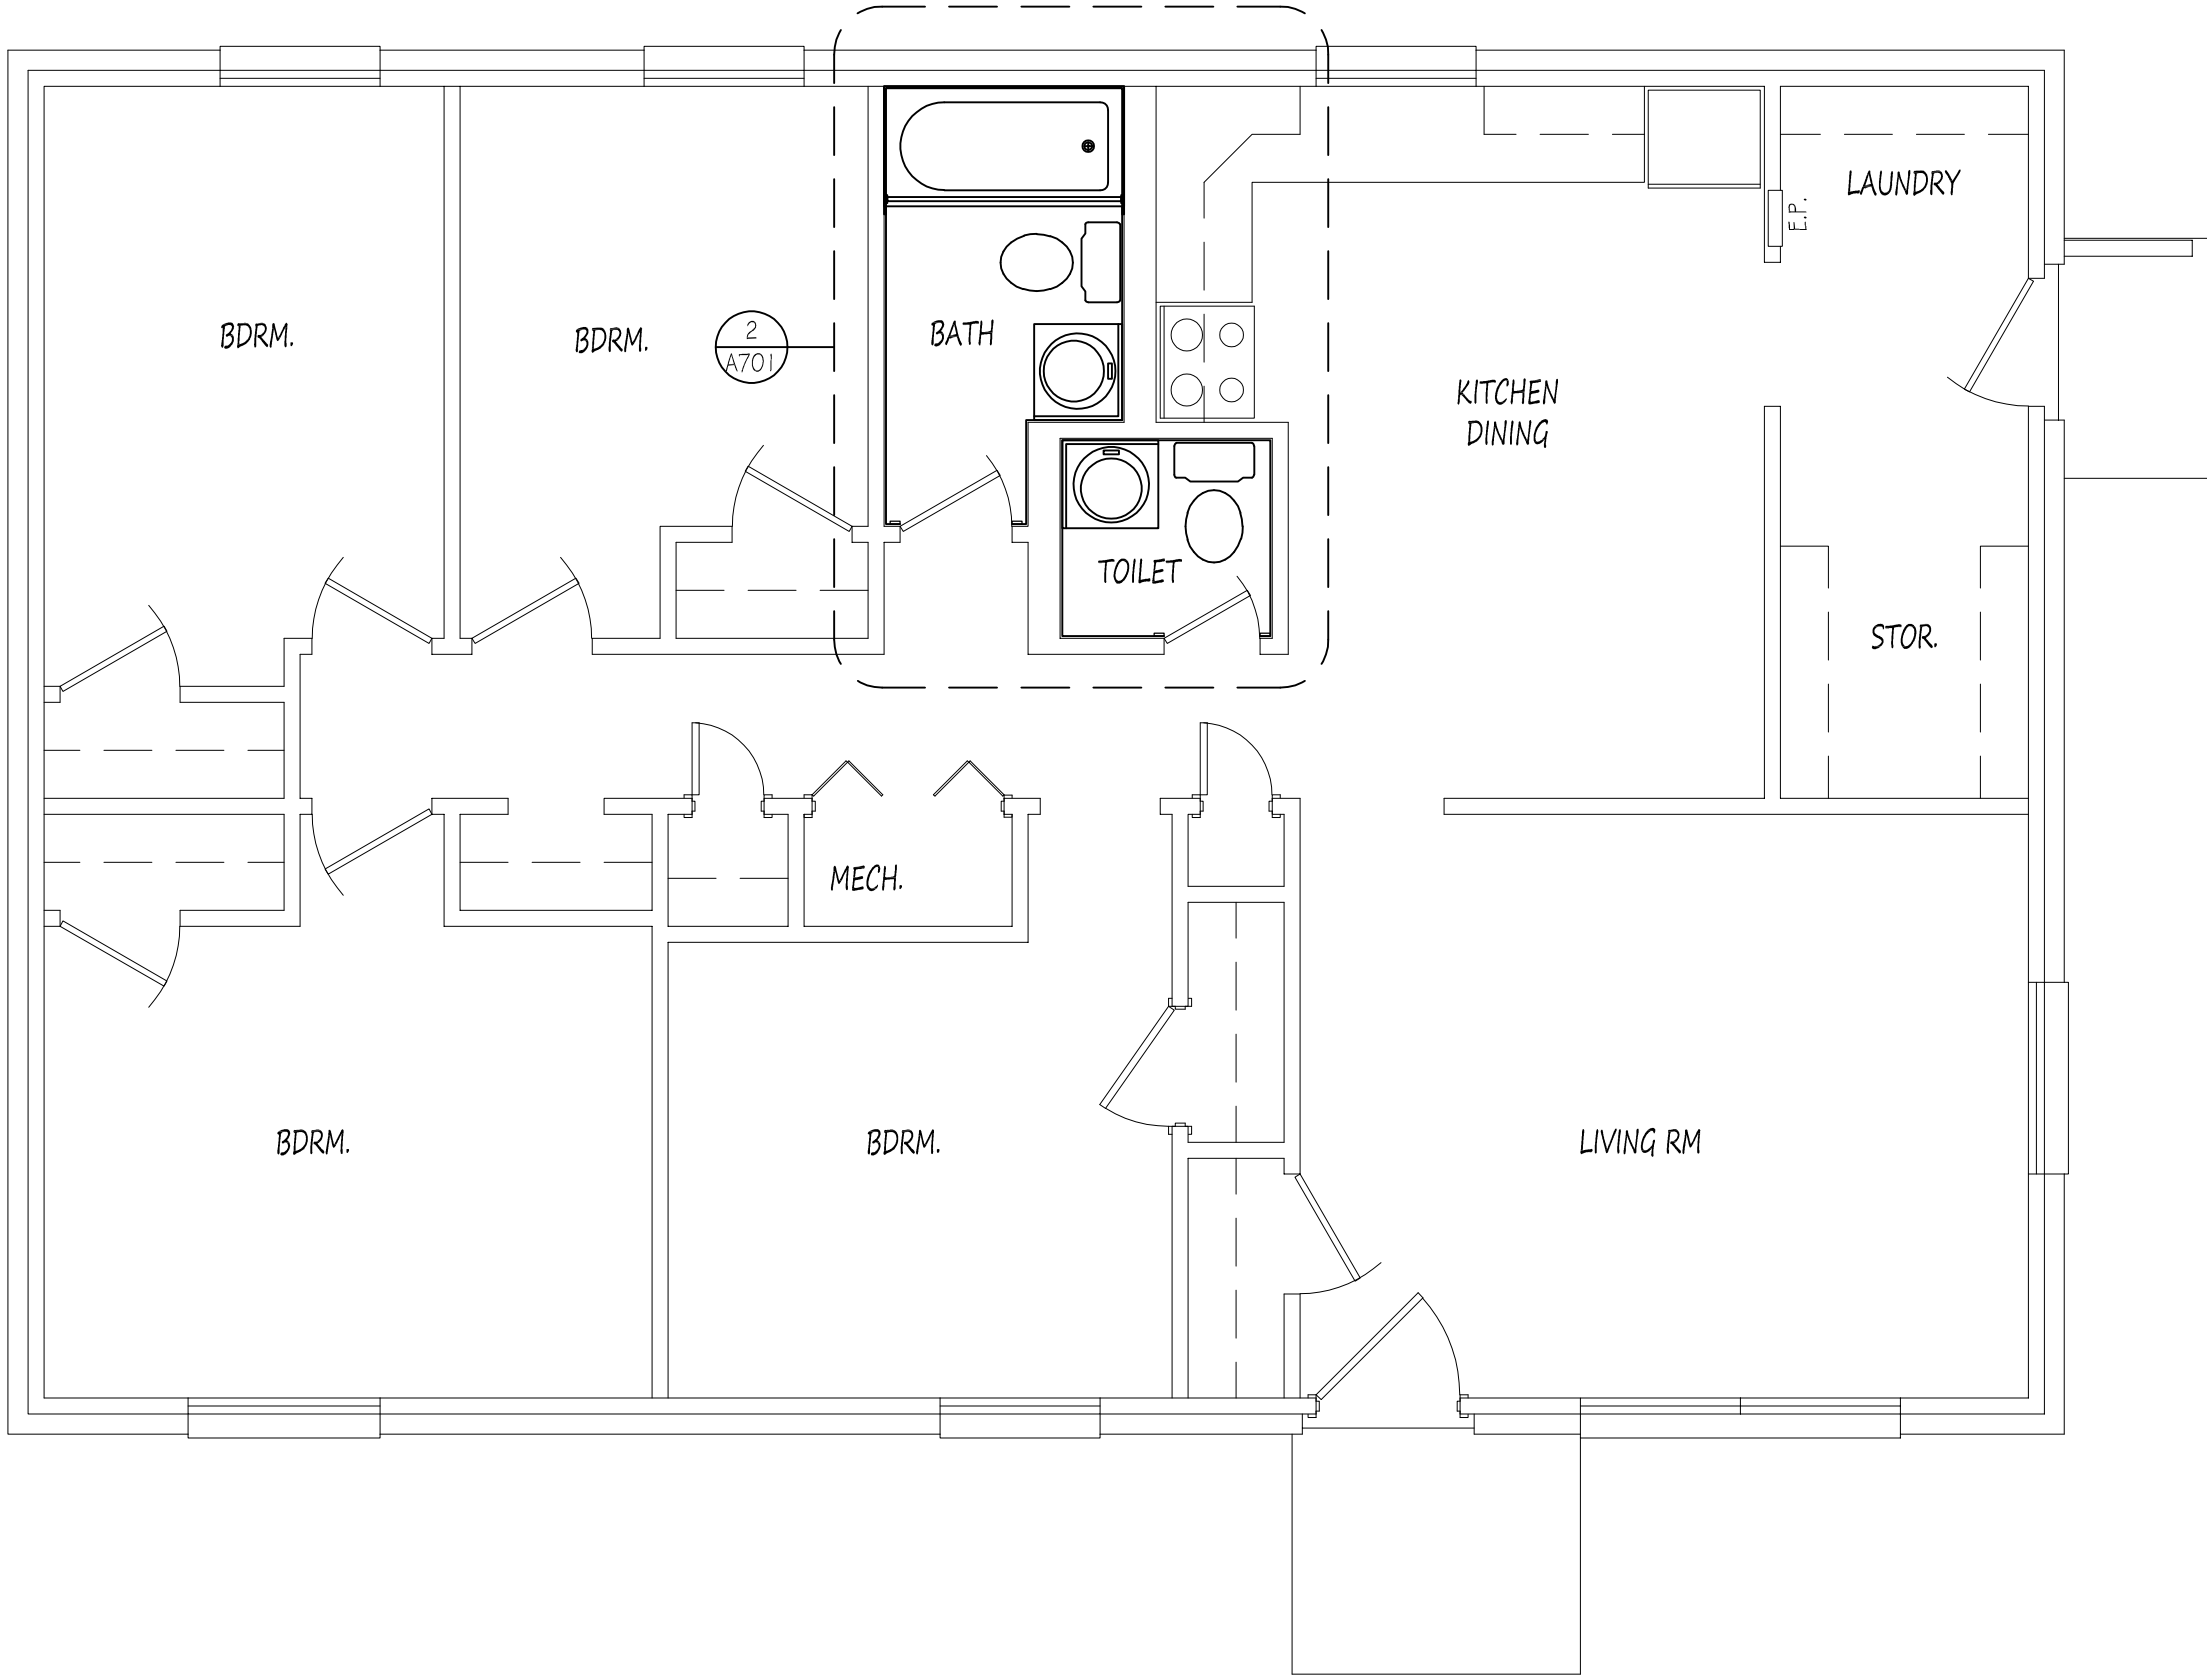 LAUNDRY
E.P.
BDRM.
BDRM.
2
A701
BATH
KITCHEN
DINING
TOILET
STOR.
MECH.
BDRM.
BDRM.
LIVING RM